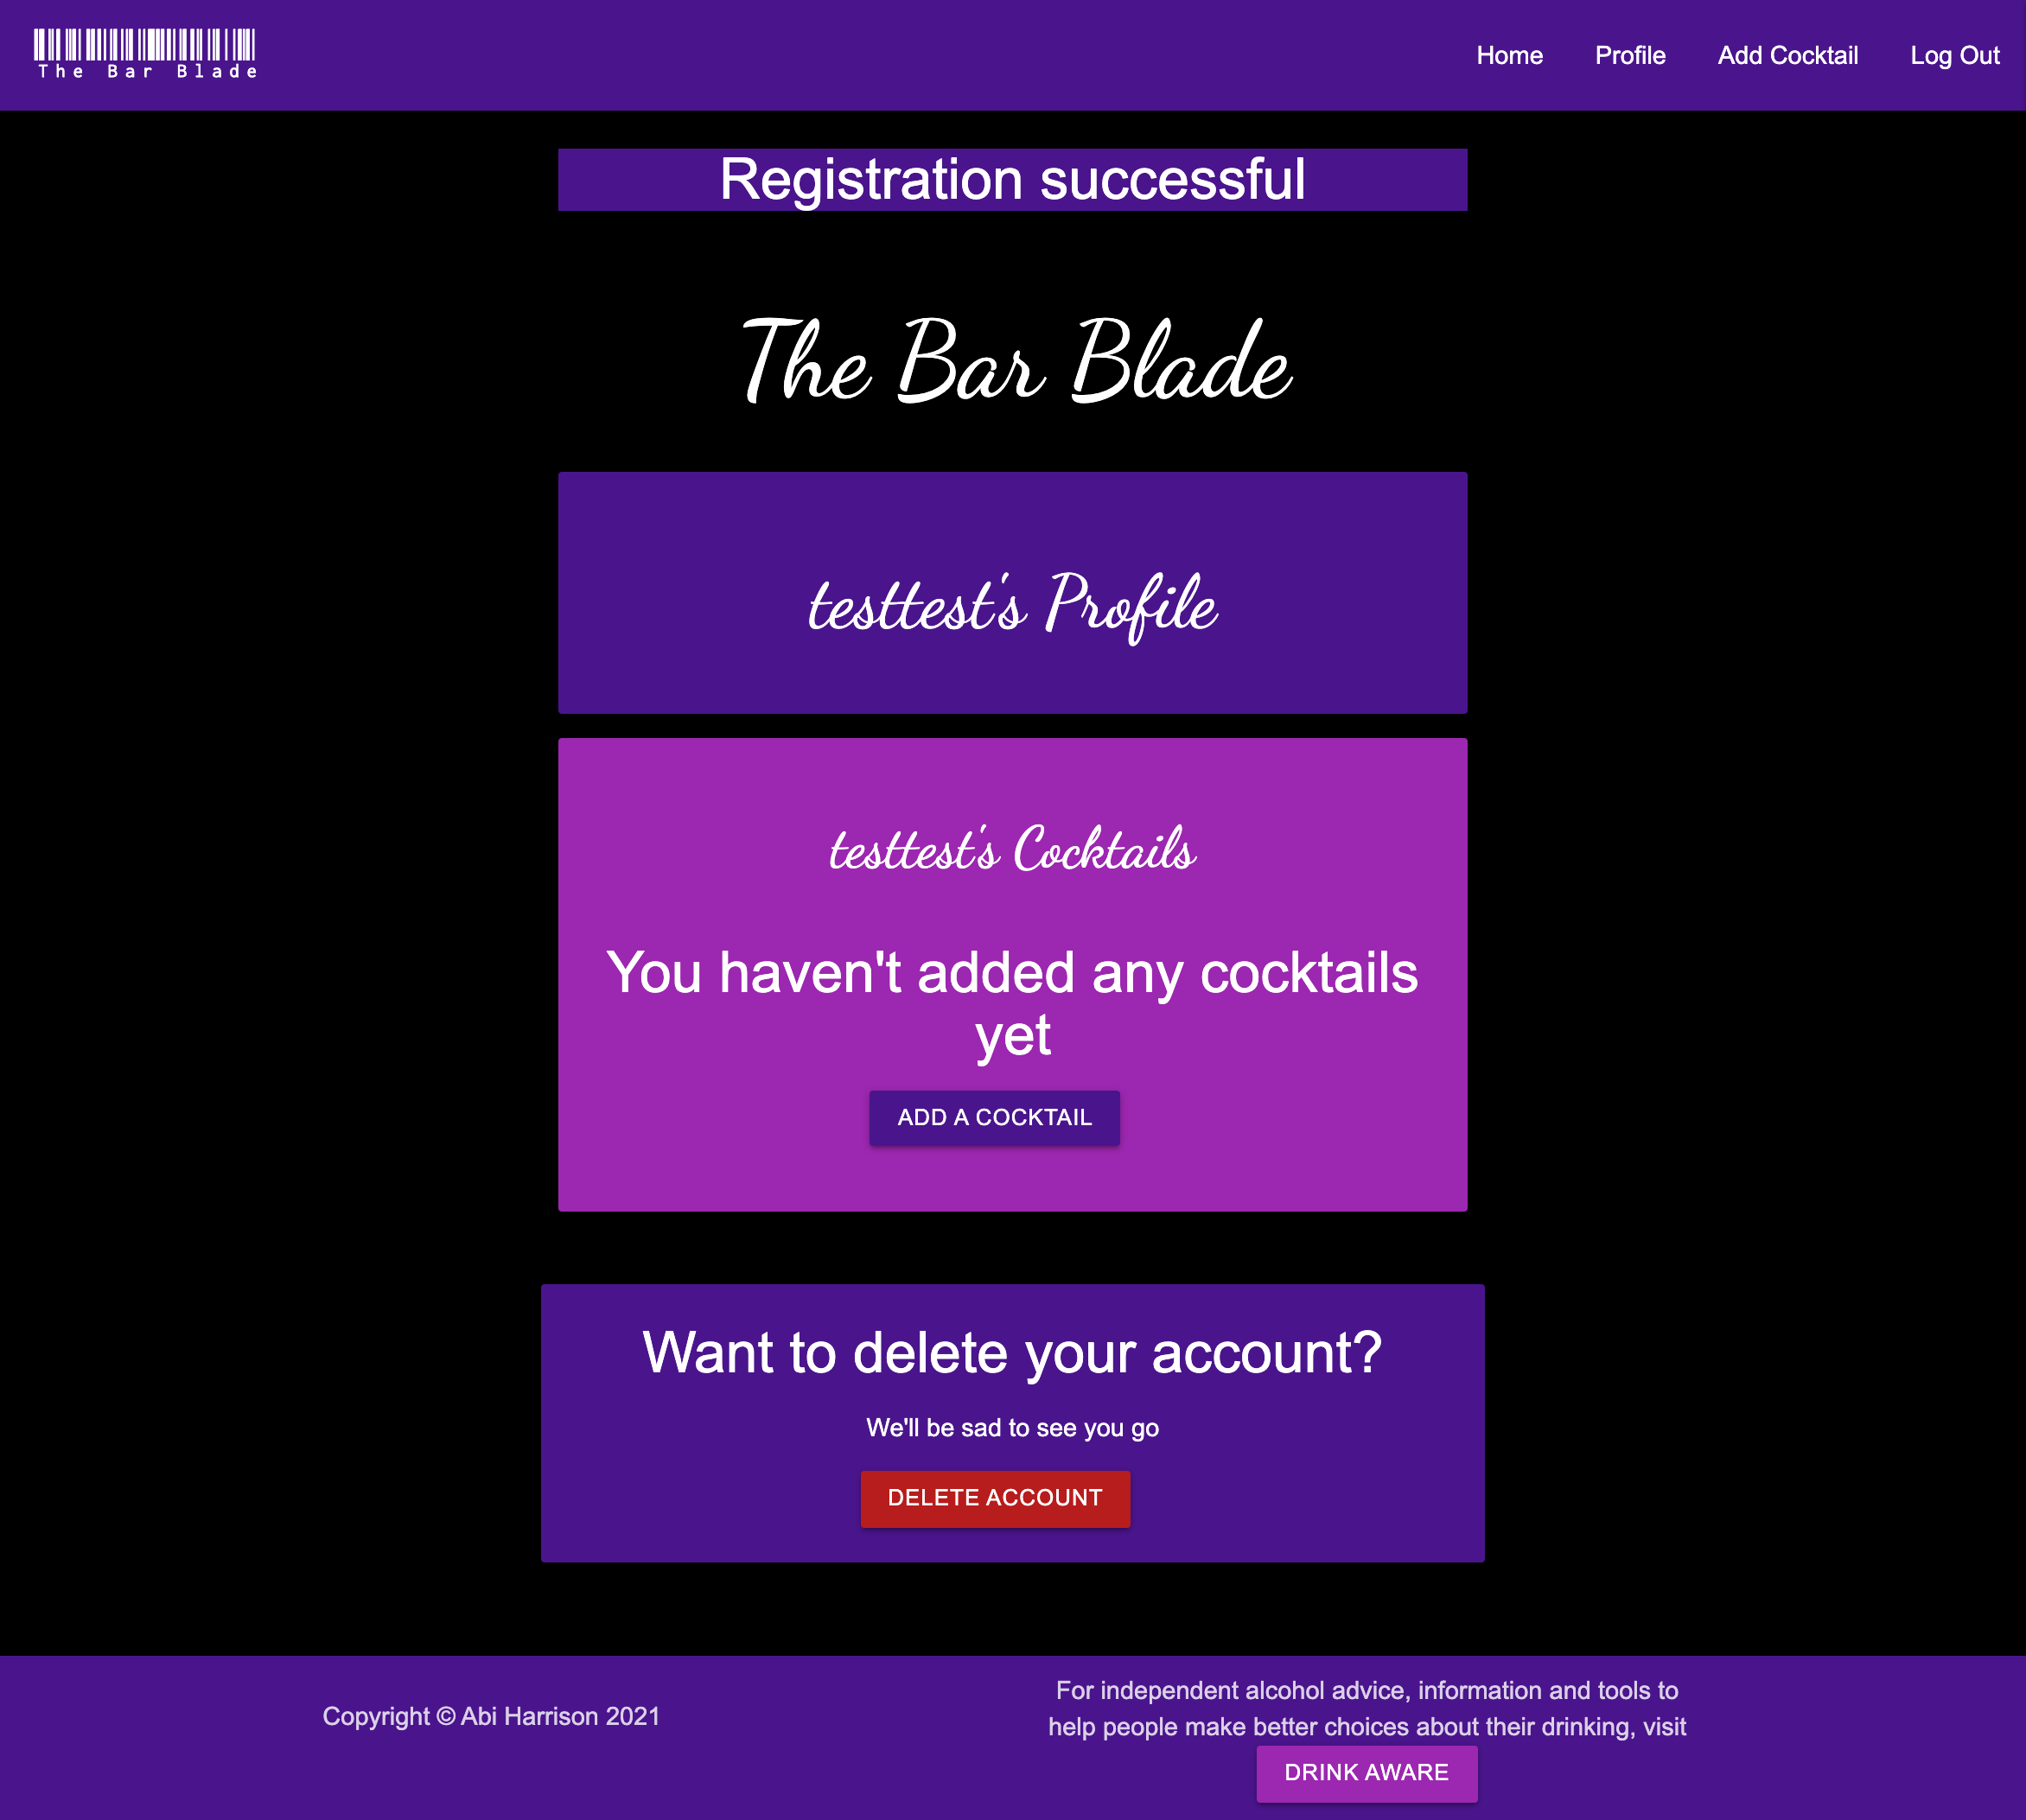 The Bar Blade
Home Profile Add Cocktail Log Out
Registration successful
The Bar Blade
testtest's Profile
testtest's Cocktails
You haven't added any cocktails
yet
ADD A COCKTAIL
Want to delete your account?
We'll be sad to see you go
DELETE ACCOUNT
Copyright © Abi Harrison 2021
For independent alcohol advice, information and tools to
help people make better choices about their drinking, visit
DRINK AWARE